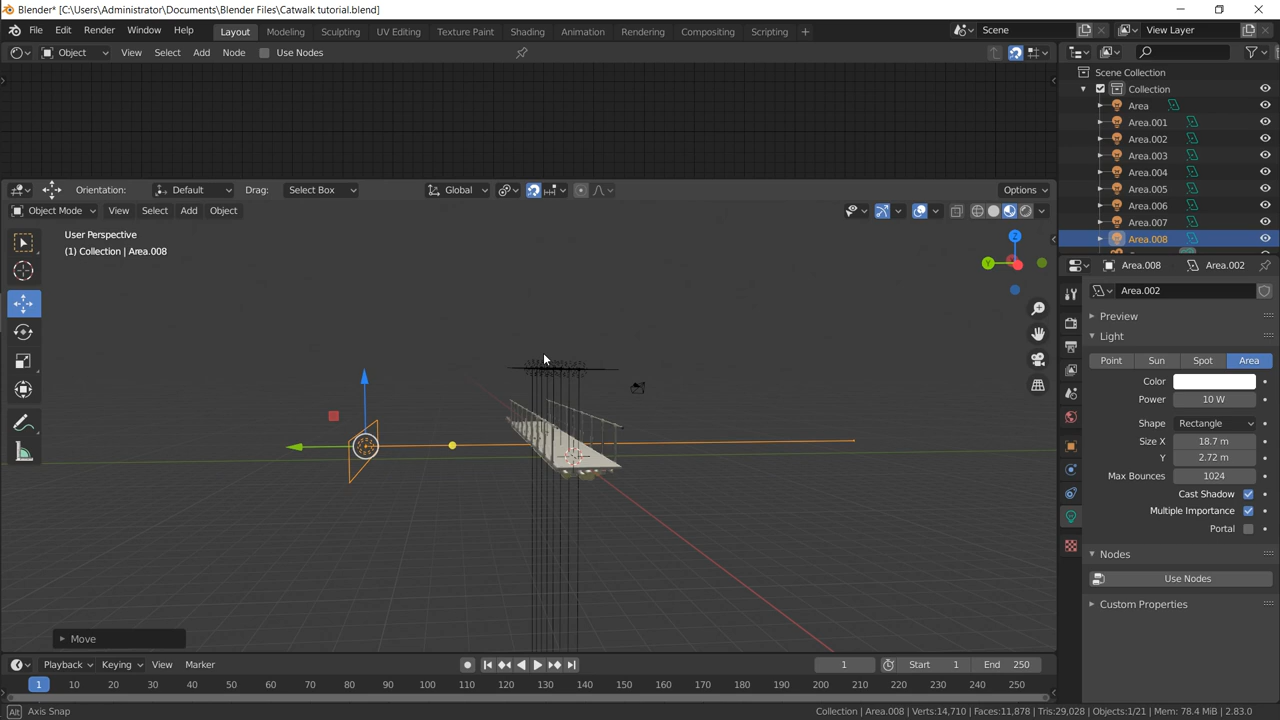 Blender* [C:\Users\Administrator\Documents\Blender Files\Catwalk tutorial.blend]
File Edit Render Window Help Layout Modeling Sculpting UV Editing Texture Paint Shading Animation Rendering Compositing Scripting + Scene View Layer
Object View Select Add Node Use Nodes
Scene Collection
Collection
Area
Area.001
Area.002
Area.003
Area.004
Area.005
Area.006
Area.007
Area.008
Orientation: Default Drag: Select Box Global Options
Object Mode View Select Add Object
User Perspective
(1) Collection | Area.008
Z
Y
Area.008 Area.002
Area.002
Preview
Light
Point Sun Spot Area
Color
Power 10 W
Shape Rectangle
Size X 18.7 m
Y 2.72 m
Max Bounces 1024
Cast Shadow
Multiple Importance
Portal
Nodes
Use Nodes
Custom Properties
Move
Playback Keying View Marker 1 Start 1 End 250
1 10 20 30 40 50 60 70 80 90 100 110 120 130 140 150 160 170 180 190 200 210 220 230 240 250
Alt Axis Snap Collection | Area.008 | Verts:14,710 | Faces:11,878 | Tris:29,028 | Objects:1/21 | Mem: 78.4 MiB | 2.83.0